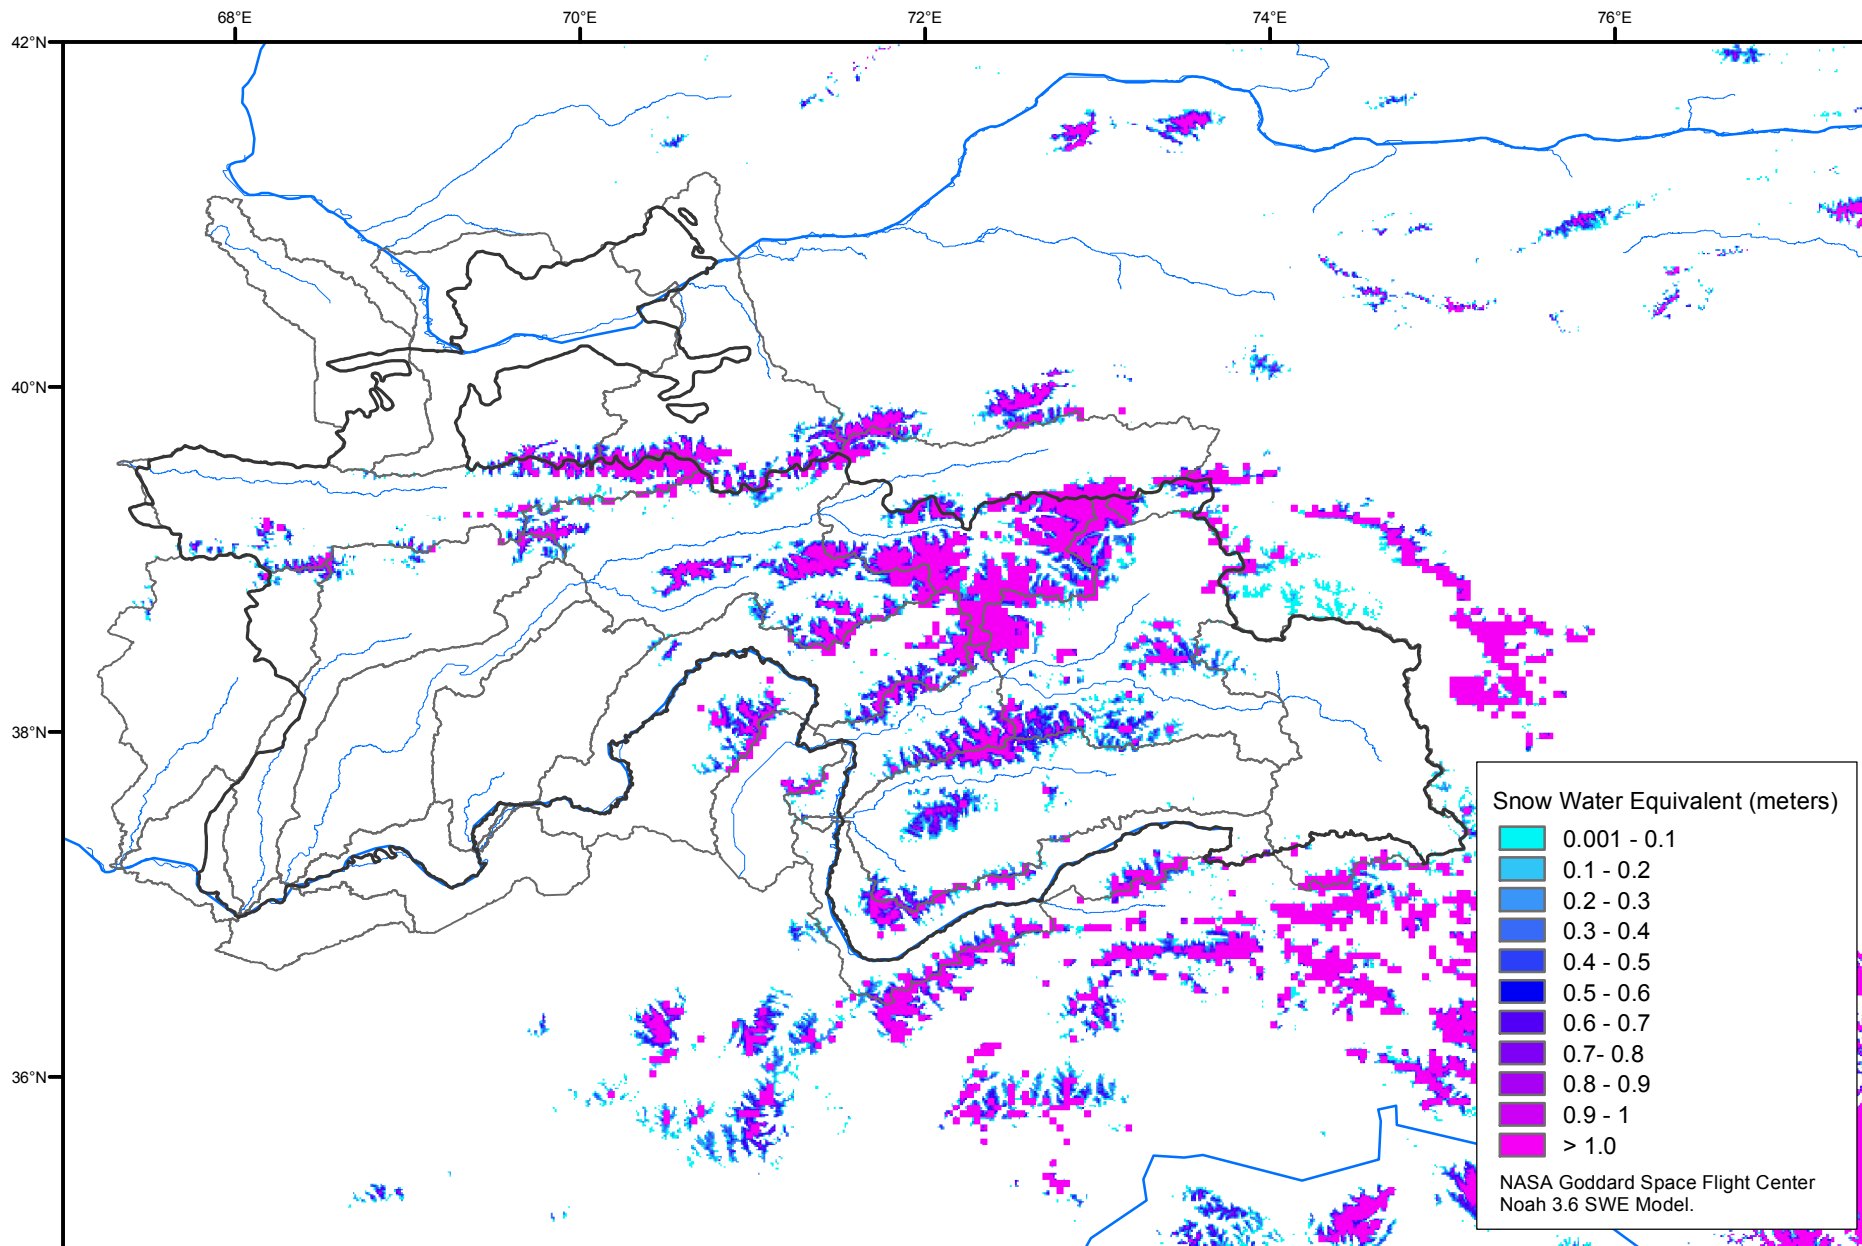 68°E
70°E
72°E
74°E
76°E
42°N
40°N
38°N
36°N
Snow Water Equivalent (meters)
0.001 - 0.1
0.1 - 0.2
0.2 - 0.3
0.3 - 0.4
0.4 - 0.5
0.5 - 0.6
0.6 - 0.7
0.7- 0.8
0.8 - 0.9
0.9 - 1
> 1.0
NASA Goddard Space Flight Center
Noah 3.6 SWE Model.